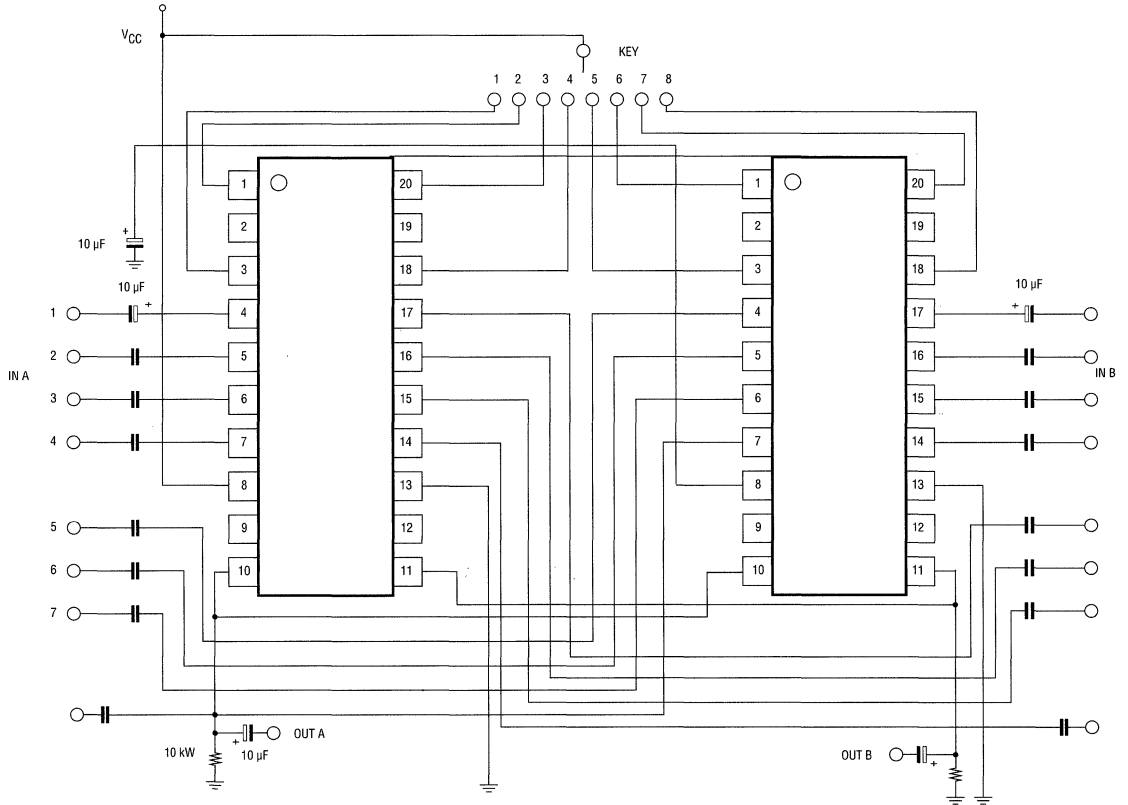 VCC
KEY
1 2 3 4 5 6 7 8
1 20 1 20
2 19 2 19
10 µF +
3 18 3 18
10 µF + 10 µF +
1 4 17 4 17
2 5 16 5 16
IN A IN B
3 6 15 6 15
4 7 14 7 14
8 13 8 13
5 9 12 9 12
6 10 11 10 11
7
OUT A
+
10 kW 10 µF
OUT B
+